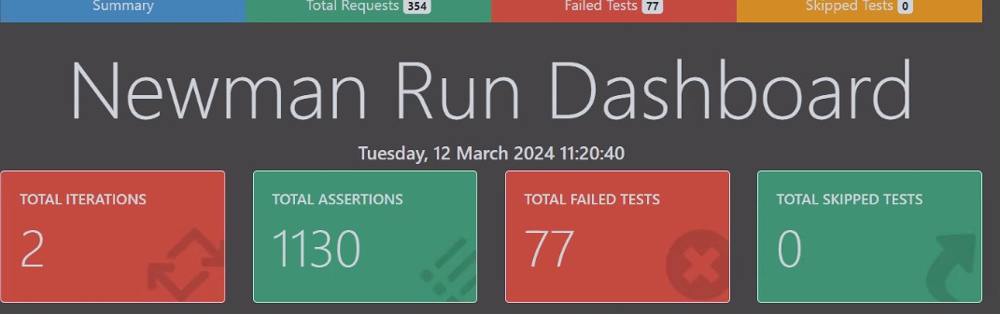 Summary Total Requests 354 Failed Tests 77 Skipped Tests 0
Newman Run Dashboard
Tuesday, 12 March 2024 11:20:40
TOTAL ITERATIONS TOTAL ASSERTIONS TOTAL FAILED TESTS TOTAL SKIPPED TESTS
2 1130 77 0